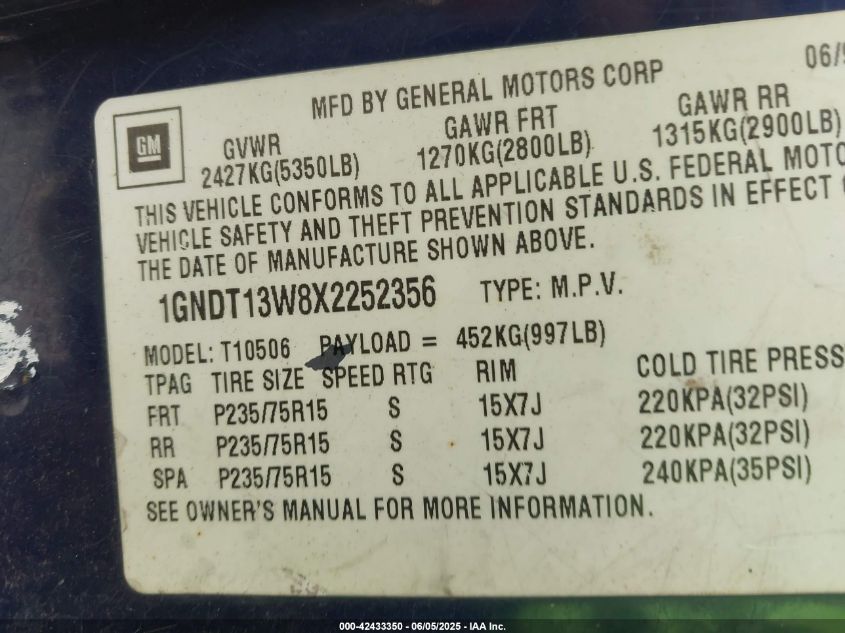 06/9
MFD BY GENERAL MOTORS CORP
GM
GVWR GAWR FRT GAWR RR
2427KG(5350LB) 1270KG(2800LB) 1315KG(2900LB)
THIS VEHICLE CONFORMS TO ALL APPLICABLE U.S. FEDERAL MOTO
VEHICLE SAFETY AND THEFT PREVENTION STANDARDS IN EFFECT
THE DATE OF MANUFACTURE SHOWN ABOVE.
1GNDT13W8X2252356 TYPE: M.P.V.
MODEL: T10506 PAYLOAD = 452KG(997LB)
TPAG TIRE SIZE SPEED RTG RIM COLD TIRE PRESS
FRT P235/75R15 S 15X7J 220KPA(32PSI)
RR P235/75R15 S 15X7J 220KPA(32PSI)
SPA P235/75R15 S 15X7J 240KPA(35PSI)
SEE OWNER'S MANUAL FOR MORE INFORMATION.
000-42433350 - 06/05/2025 - IAA Inc.